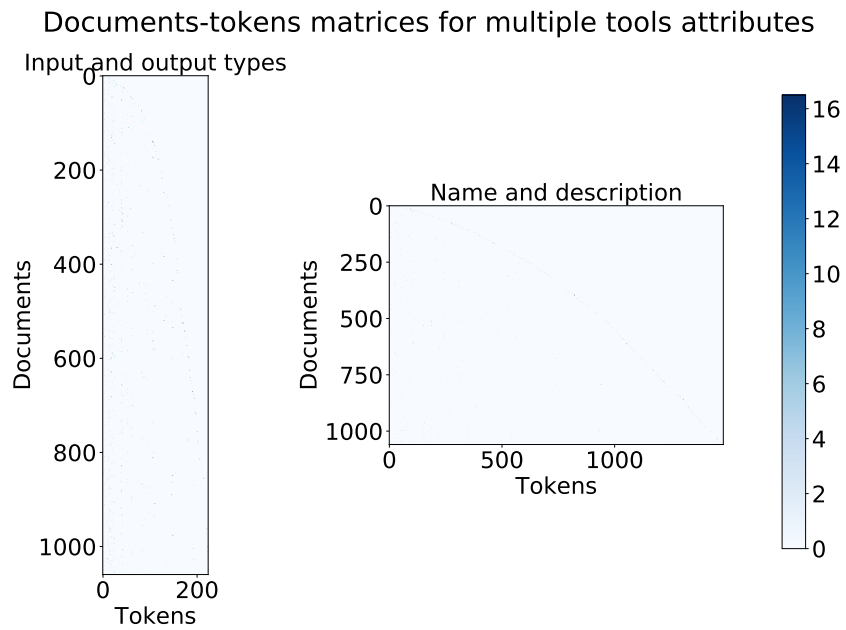 Documents-tokens matrices for multiple tools attributes
Input and output types
0
200
400
600
800
1000
Documents
0 200
Tokens
Name and description
0
250
500
750
1000
Documents
0 500 1000
Tokens
16
14
12
10
8
6
4
2
0